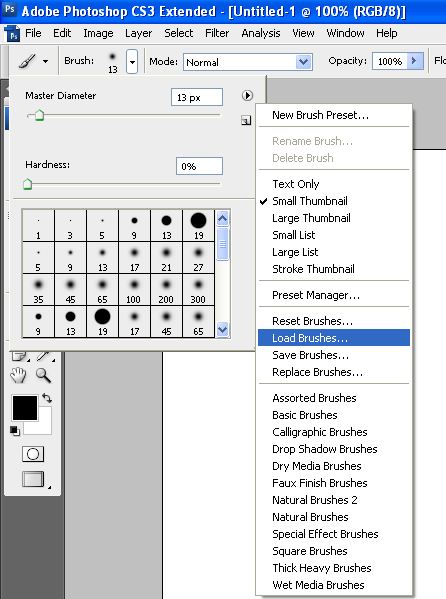 Ps Adobe Photoshop CS3 Extended - [Untitled-1 @ 100% (RGB/8)]
Ps File Edit Image Layer Select Filter Analysis View Window Help
Brush: 13 Mode: Normal Opacity: 100% Flo
Master Diameter 13 px
Hardness: 0%
1 3 5 9 13 19
5 9 13 17 21 27
35 45 65 100 200 300
9 13 19 17 45 65
New Brush Preset...
Rename Brush...
Delete Brush
Text Only
Small Thumbnail
Large Thumbnail
Small List
Large List
Stroke Thumbnail
Preset Manager...
Reset Brushes...
Load Brushes...
Save Brushes...
Replace Brushes...
Assorted Brushes
Basic Brushes
Calligraphic Brushes
Drop Shadow Brushes
Dry Media Brushes
Faux Finish Brushes
Natural Brushes 2
Natural Brushes
Special Effect Brushes
Square Brushes
Thick Heavy Brushes
Wet Media Brushes